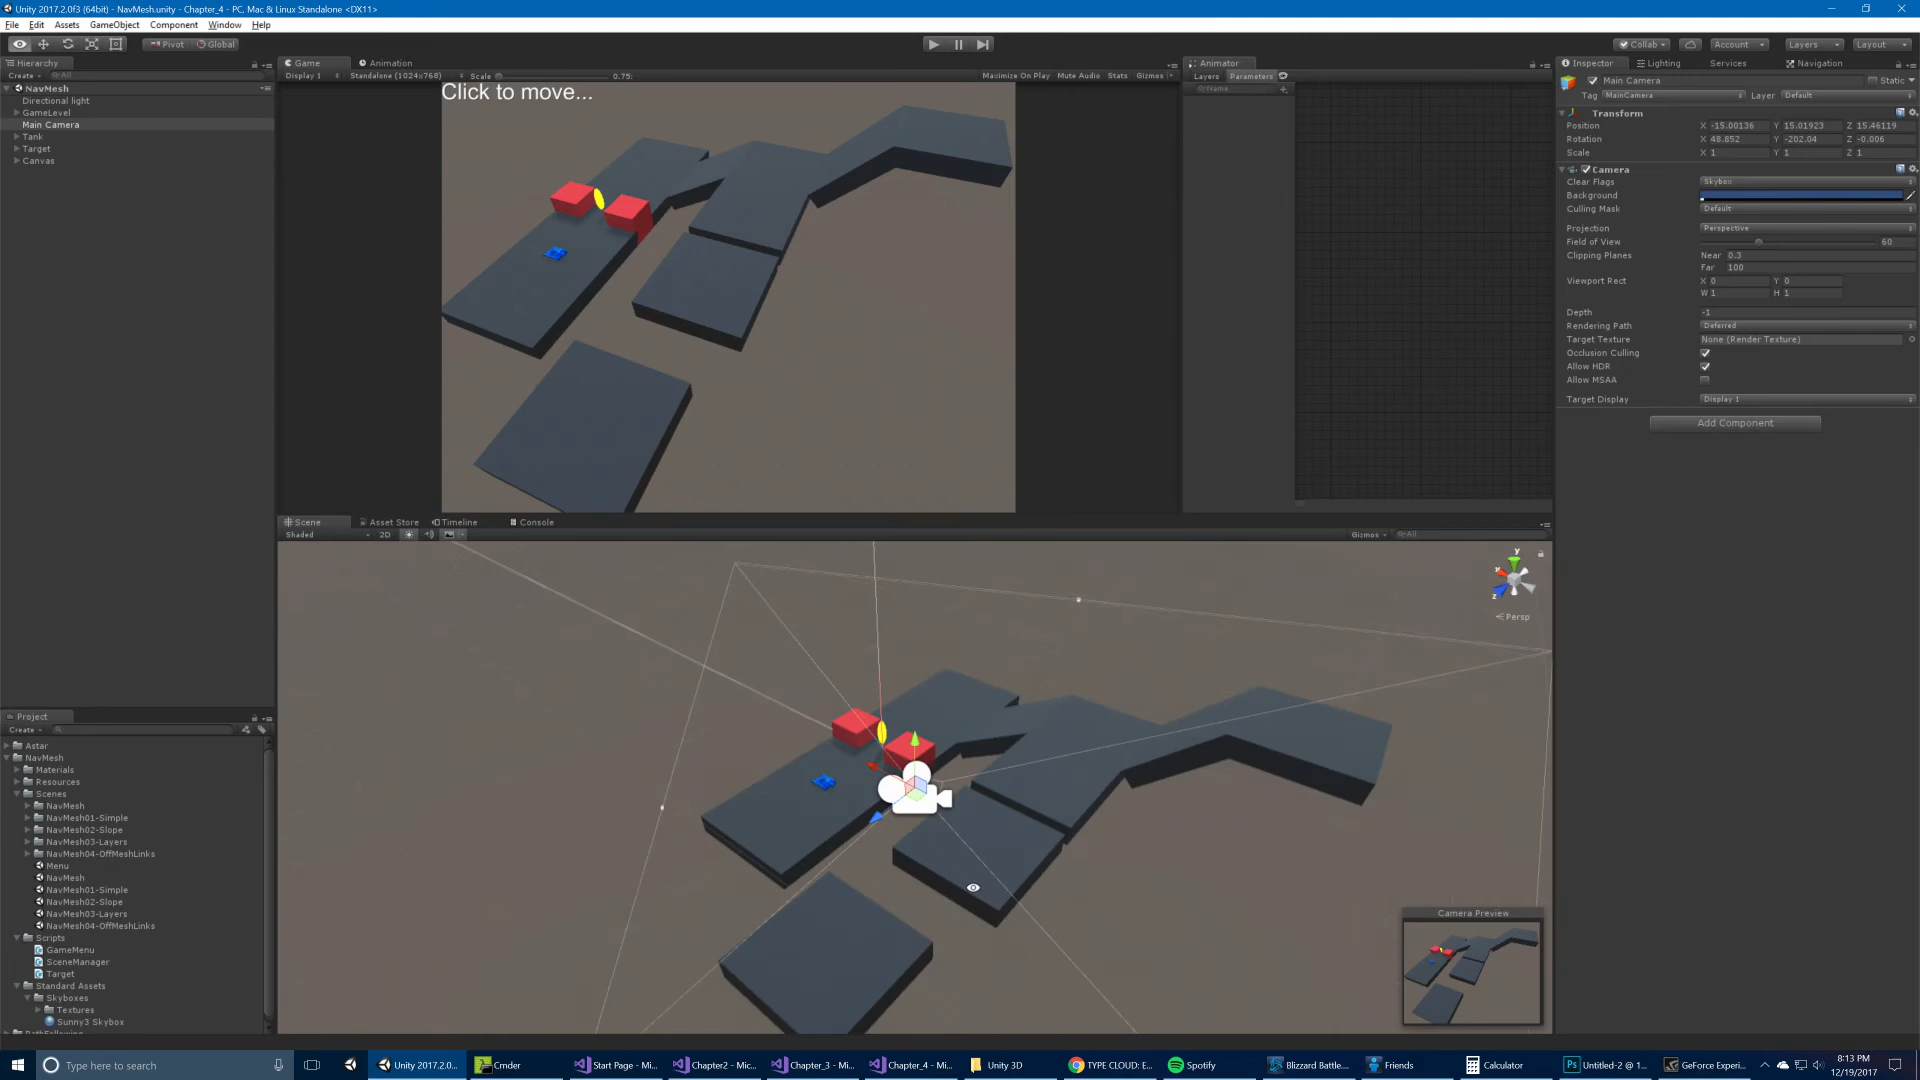 Unity 2017.2.0f3 (64bit) - NavMesh.unity - Chapter_4 - PC, Mac & Linux Standalone <DX11>
File Edit Assets GameObject Component Window Help
Pivot Global
Collab Account Layers Layout
Hierarchy
Create All
NavMesh
Directional light
GameLevel
Main Camera
Tank
Target
Canvas
Game Animation
Display 1 Standalone (1024x768) Scale 0.75: Maximize On Play Mute Audio Stats Gizmos
Click to move...
Animator
Layers Parameters
Name
Inspector Lighting Services Navigation
Main Camera Static
Tag MainCamera Layer Default
Transform
Position X -15.00136 Y 15.01923 Z 15.46119
Rotation X 48.852 Y -202.04 Z -0.006
Scale X 1 Y 1 Z 1
Camera
Clear Flags Skybox
Background
Culling Mask Default
Projection Perspective
Field of View 60
Clipping Planes Near 0.3
Far 100
Viewport Rect X 0 Y 0
W 1 H 1
Depth -1
Rendering Path Deferred
Target Texture None (Render Texture)
Occlusion Culling
Allow HDR
Allow MSAA
Target Display Display 1
Add Component
Scene Asset Store Timeline Console
Shaded 2D Gizmos All
y
x
z
Persp
Camera Preview
Project
Create
Astar
NavMesh
Materials
Resources
Scenes
NavMesh
NavMesh01-Simple
NavMesh02-Slope
NavMesh03-Layers
NavMesh04-OffMeshLinks
Menu
NavMesh
NavMesh01-Simple
NavMesh02-Slope
NavMesh03-Layers
NavMesh04-OffMeshLinks
Scripts
GameMenu
SceneManager
Target
Standard Assets
Skyboxes
Textures
Sunny3 Skybox
Type here to search Unity 2017.2.0... Cmder Start Page - Mi... Chapter2 - Mic... Chapter_3 - Mi... Chapter_4 - Mi... Unity 3D TYPE CLOUD: E... Spotify Blizzard Battle... Friends Calculator Untitled-2 @ 1... GeForce Experi...
8:13 PM
12/19/2017